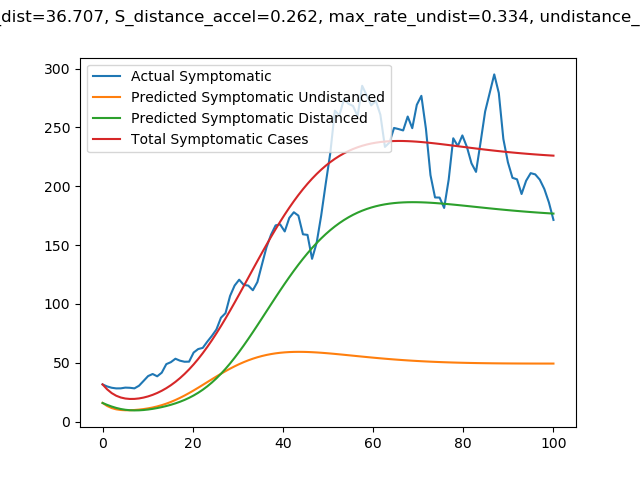 _dist=36.707, S_distance_accel=0.262, max_rate_undist=0.334, undistance_
Actual Symptomatic
Predicted Symptomatic Undistanced
Predicted Symptomatic Distanced
Total Symptomatic Cases
300
250
200
150
100
50
0
0 20 40 60 80 100